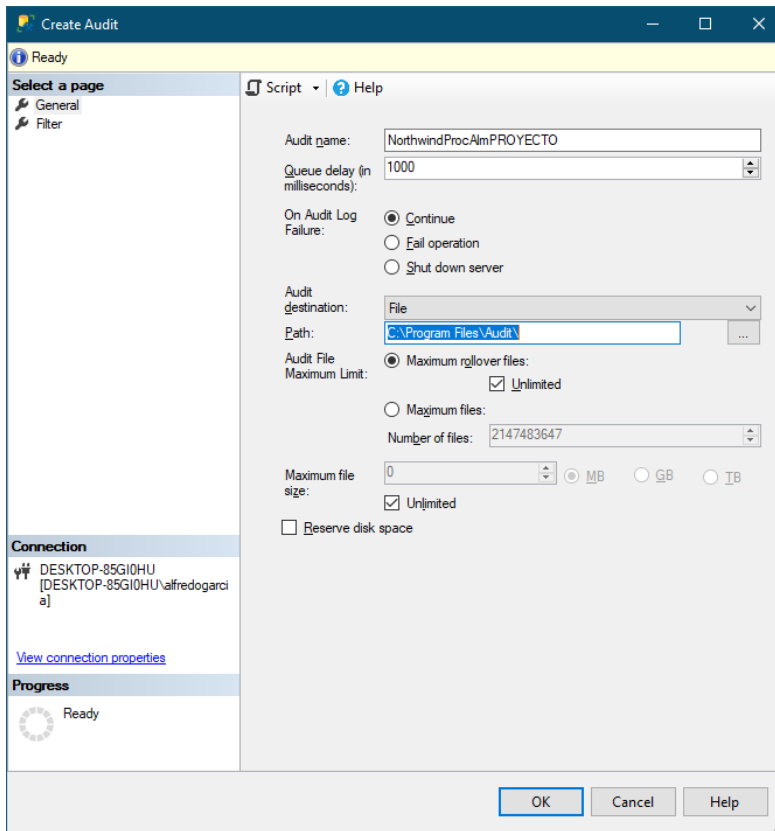 Create Audit
Ready
Select a page
General
Filter
Script
Help
Audit name:
NorthwindProcAlmPROYECTO
Queue delay (in
milliseconds):
1000
On Audit Log
Failure:
Continue
Fail operation
Shut down server
Audit
destination:
File
Path:
C:\Program Files\Audit\
...
Audit File
Maximum Limit:
Maximum rollover files:
Unlimited
Maximum files:
Number of files:
2147483647
Maximum file
size:
0
MB
GB
TB
Unlimited
Reserve disk space
Connection
DESKTOP-85GI0HU
[DESKTOP-85GI0HU\alfredogarci
a]
View connection properties
Progress
Ready
OK
Cancel
Help